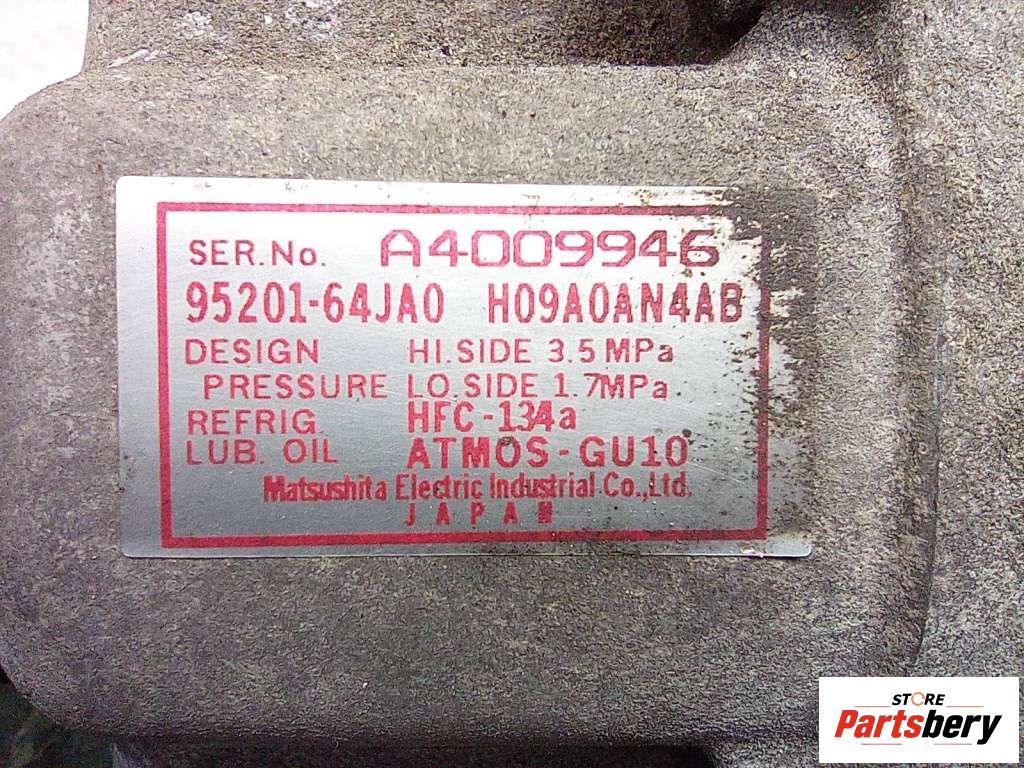 SER.No. A4009946
95201-64JA0 H09A0AN4AB
DESIGN HI.SIDE 3.5MPa
PRESSURE LO.SIDE 1.7MPa
REFRIG. HFC-134a
LUB. OIL ATMOS-GU10
Matsushita Electric Industrial Co.,Ltd.
JAPAN
STORE
Partsbery